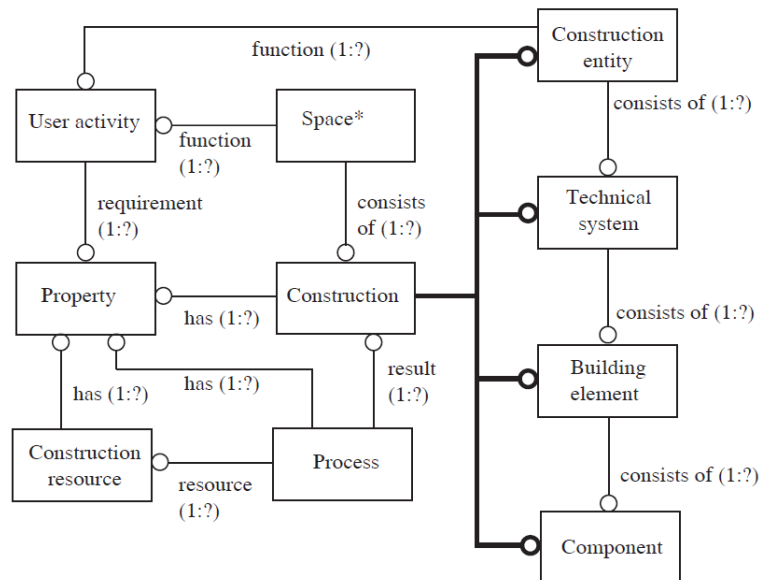 Construction
entity
function (1:?)
consists of (1:?)
User activity
Space*
function
(1:?)
requirement
(1:?)
consists
of (1:?)
Technical
system
Property
Construction
has (1:?)
consists of (1:?)
result
(1:?)
has (1:?)
has (1:?)
Building
element
Construction
resource
Process
resource
(1:?)
consists of (1:?)
Component